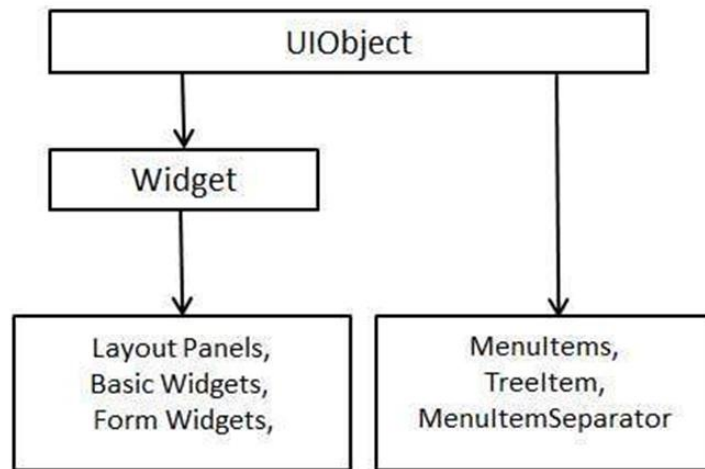 UIObject
Widget
Layout Panels,
Basic Widgets,
Form Widgets,
MenuItems,
TreeItem,
MenuItemSeparator